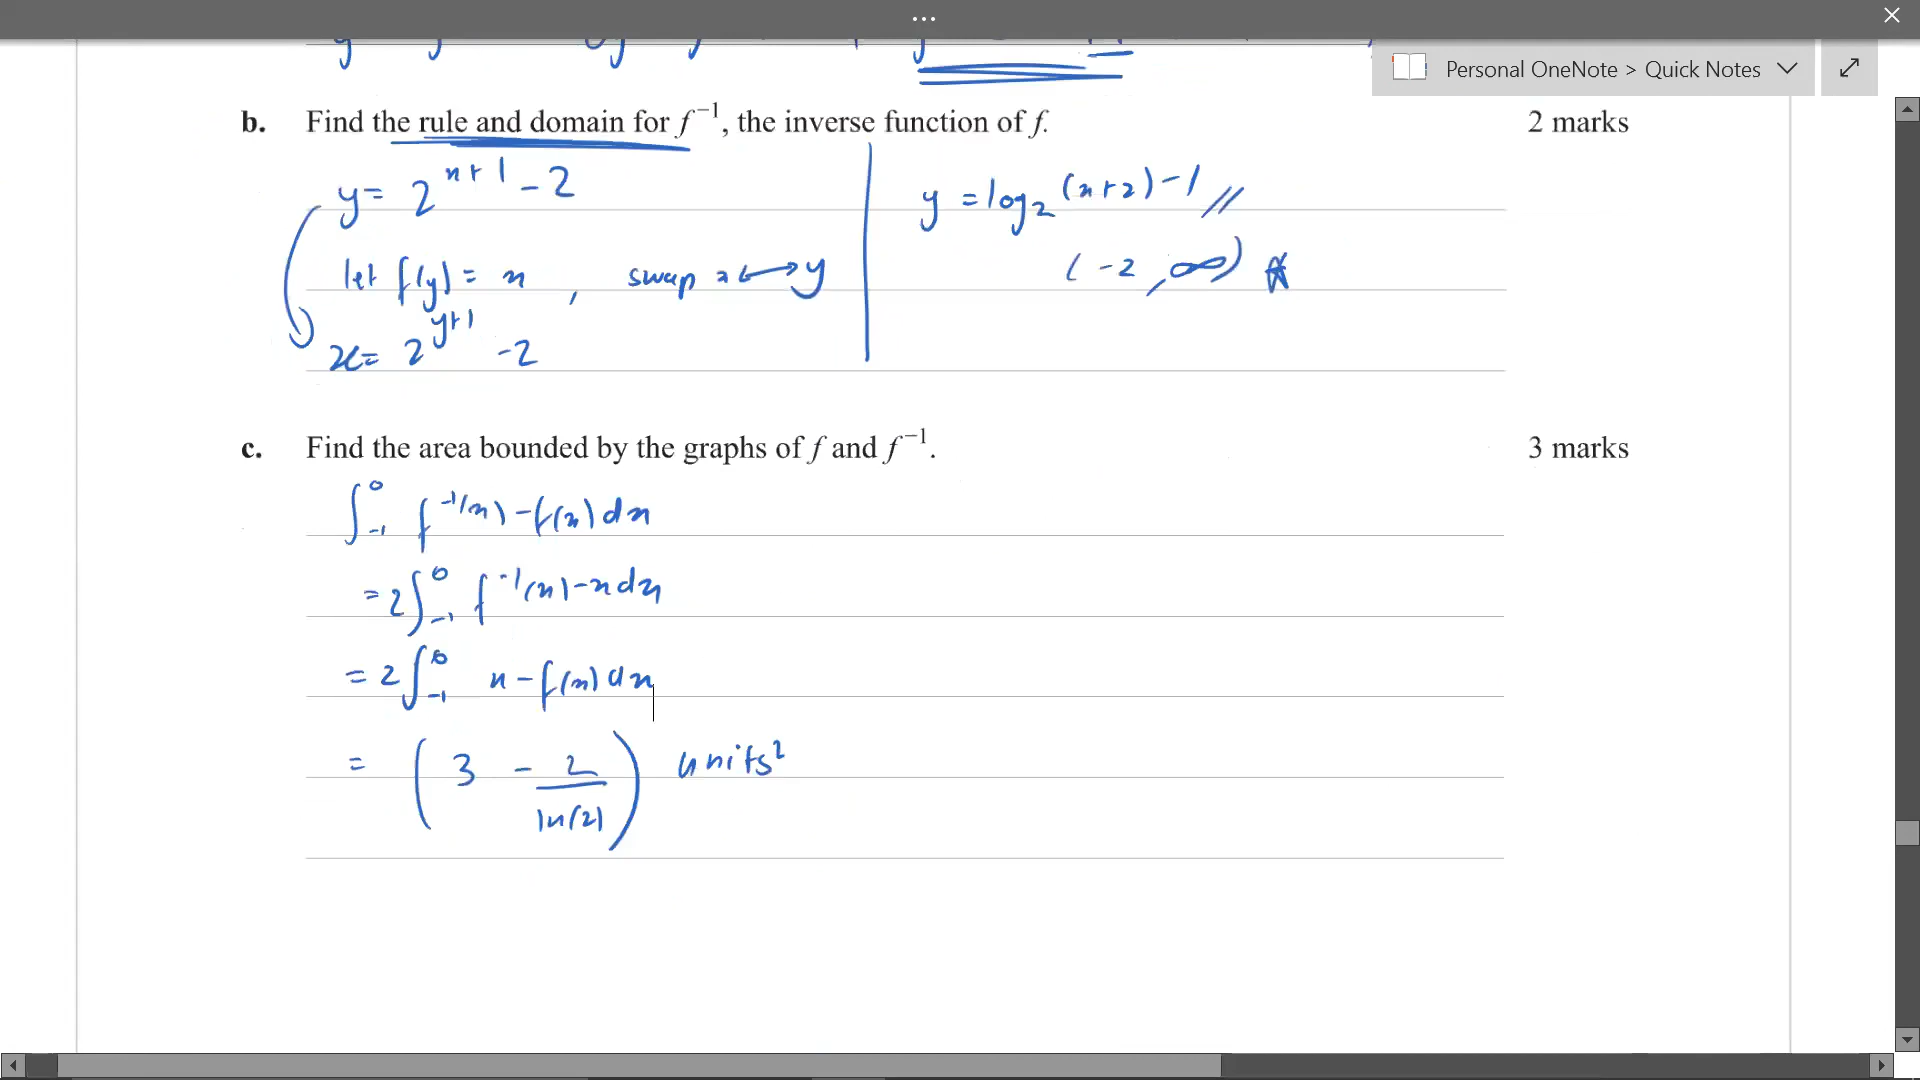 Personal OneNote > Quick Notes
b. Find the rule and domain for f⁻¹, the inverse function of f. 2 marks
y = 2^(x+1) - 2
let f(y) = x , swap x ↔ y
x = 2^(y+1) - 2
y = log₂(x+2) - 1 //
(-2, ∞)
c. Find the area bounded by the graphs of f and f⁻¹. 3 marks
∫₋₁⁰ f⁻¹(x) - f(x) dx
= 2∫₋₁⁰ f⁻¹(x) - x dx
= 2∫₋₁⁰ x - f(x) dx
= (3 - 2/ln(2)) units²